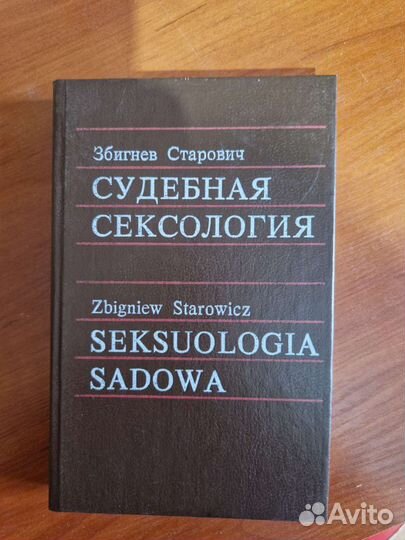 Збигнев Старович
СУДЕБНАЯ
СЕКСОЛОГИЯ
Zbigniew Starowicz
SEKSUOLOGIA
SADOWA
Avito